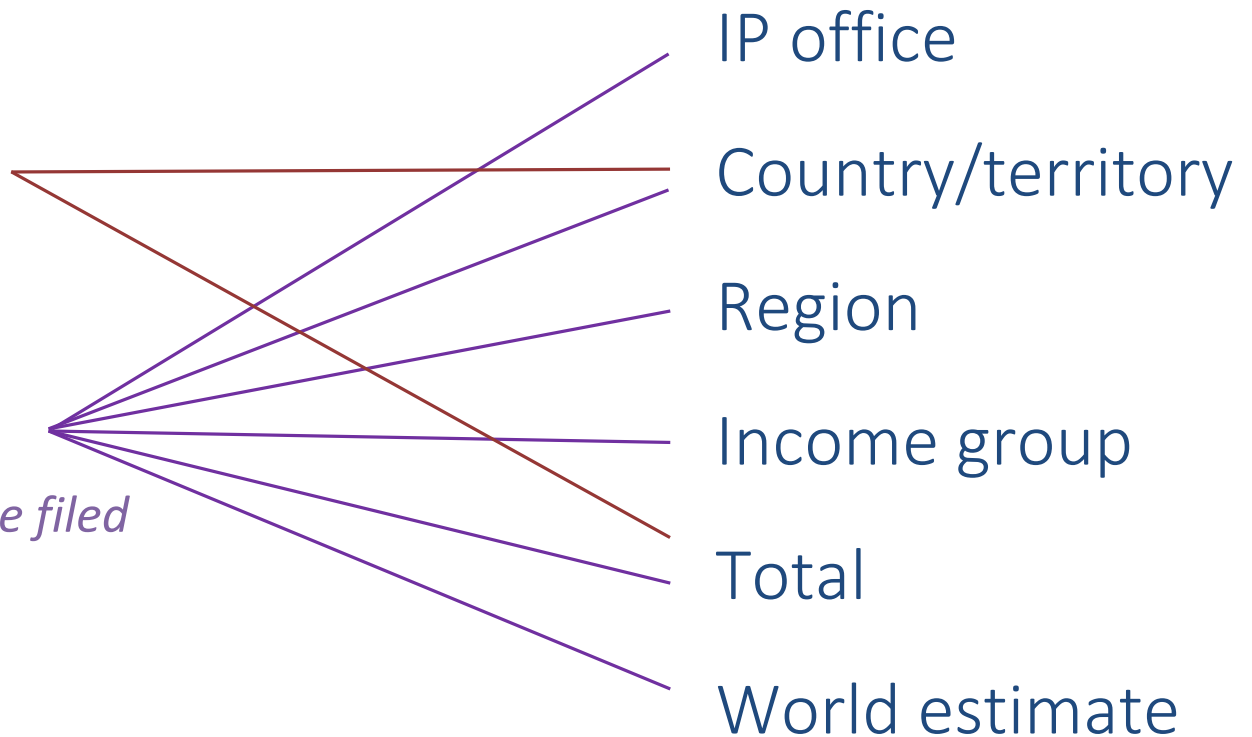 IP office
Country/territory
Region
Income group
e filed
Total
World estimate